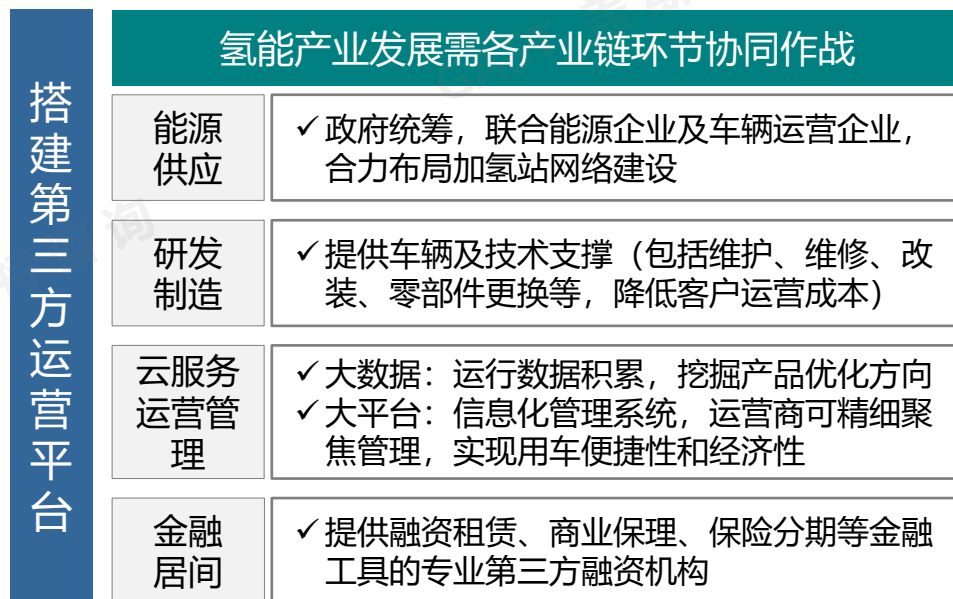 搭建第三方运营平台
氢能产业发展需各产业链环节协同作战
能源
供应
✓政府统筹，联合能源企业及车辆运营企业，
合力布局加氢站网络建设
研发
制造
✓提供车辆及技术支撑（包括维护、维修、改
装、零部件更换等，降低客户运营成本）
云服务
运营管
理
✓大数据：运行数据积累，挖掘产品优化方向
✓大平台：信息化管理系统，运营商可精细聚
焦管理，实现用车便捷性和经济性
金融
居间
✓提供融资租赁、商业保理、保险分期等金融
工具的专业第三方融资机构